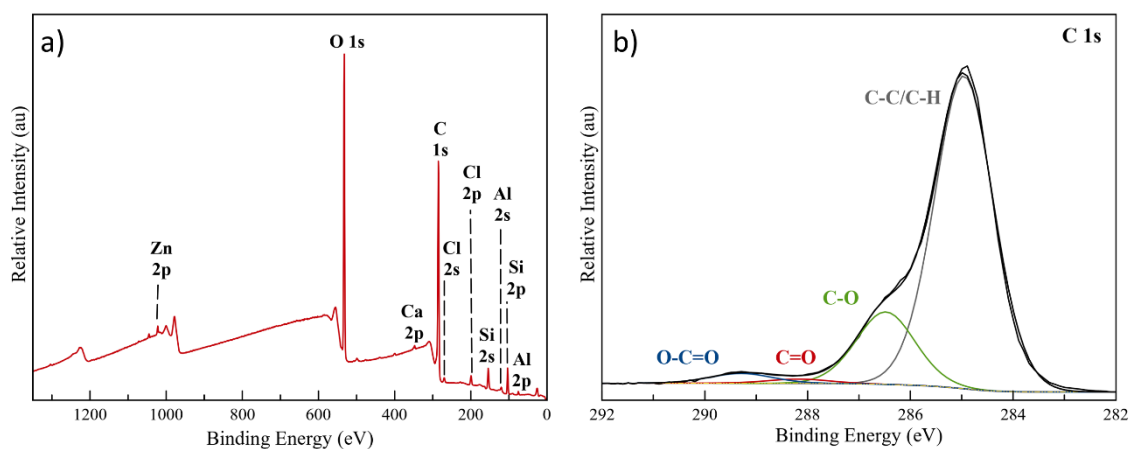 a)
Relative Intensity (au)
O 1s
C
1s
Cl
2p
Al
2s
Zn
2p
Cl
2s
Si
2p
Ca
2p
Si
2s
Al
2p
1200
1000
800
600
400
200
0
Binding Energy (eV)
b)
C 1s
Relative Intensity (au)
C-C/C-H
C-O
O-C=O
C=O
292
290
288
286
284
282
Binding Energy (eV)